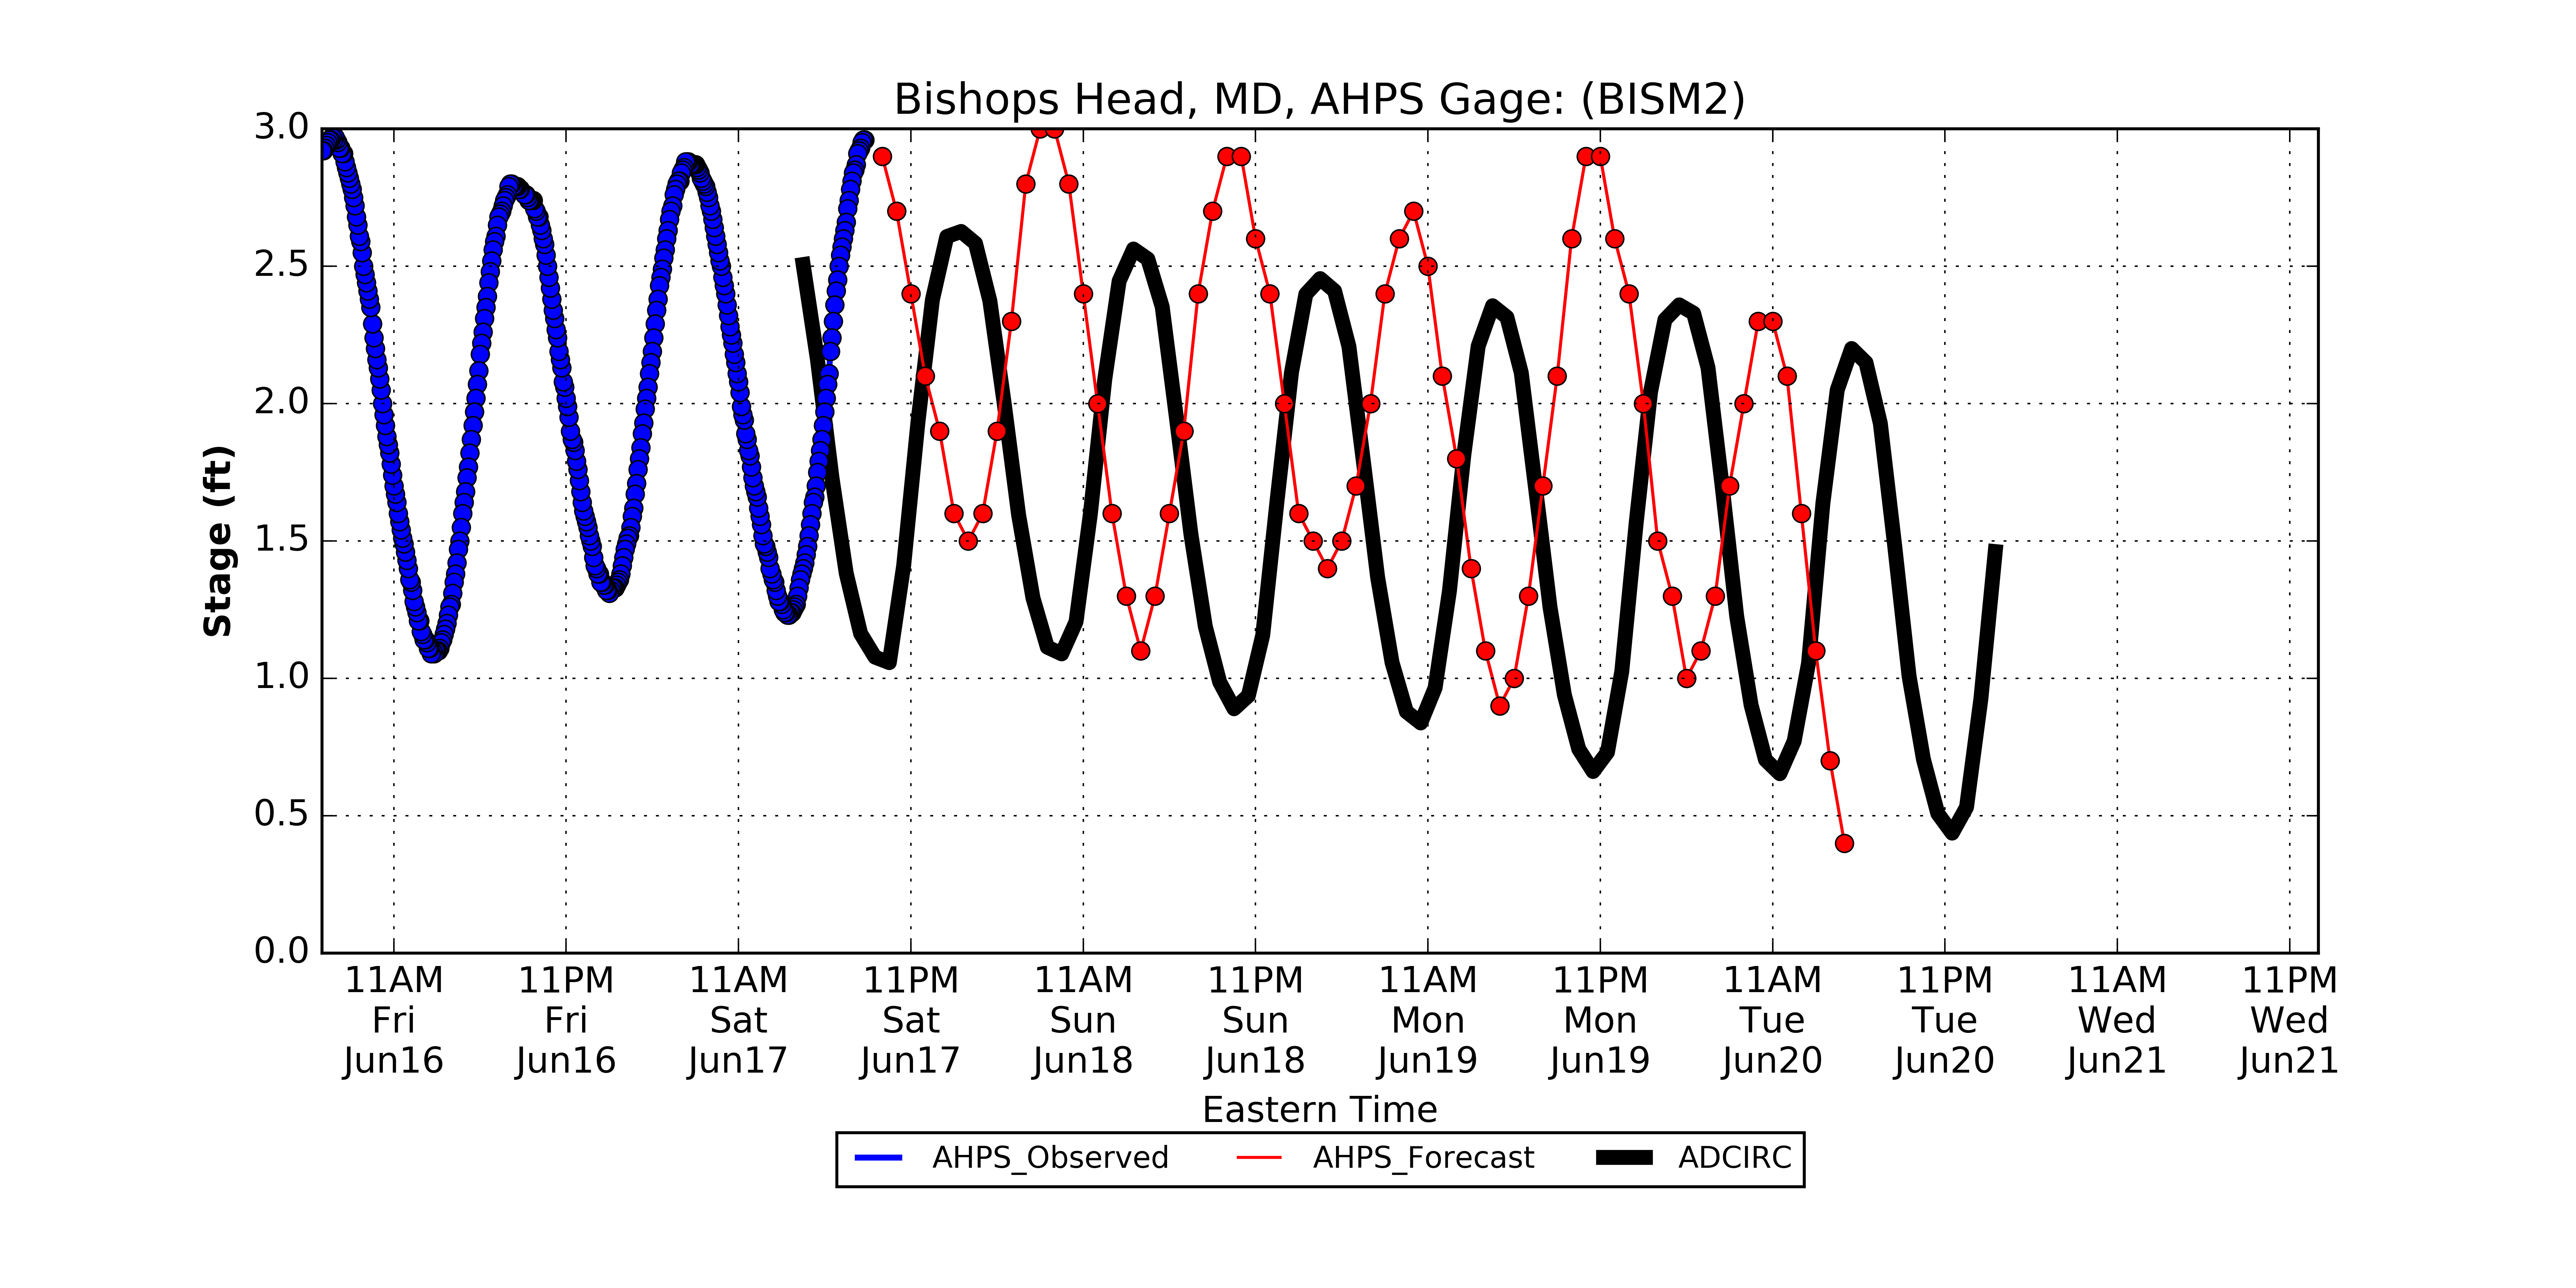 Bishops Head, MD, AHPS Gage: (BISM2)
3.0
2.5
2.0
1.5
1.0
0.5
0.0
Stage (ft)
11AM 11PM 11AM 11PM 11AM 11PM 11AM 11PM 11AM 11PM 11AM 11PM
Fri Fri Sat Sat Sun Sun Mon Mon Tue Tue Wed Wed
Jun16 Jun16 Jun17 Jun17 Jun18 Jun18 Jun19 Jun19 Jun20 Jun20 Jun21 Jun21
Eastern Time
AHPS_Observed AHPS_Forecast ADCIRC